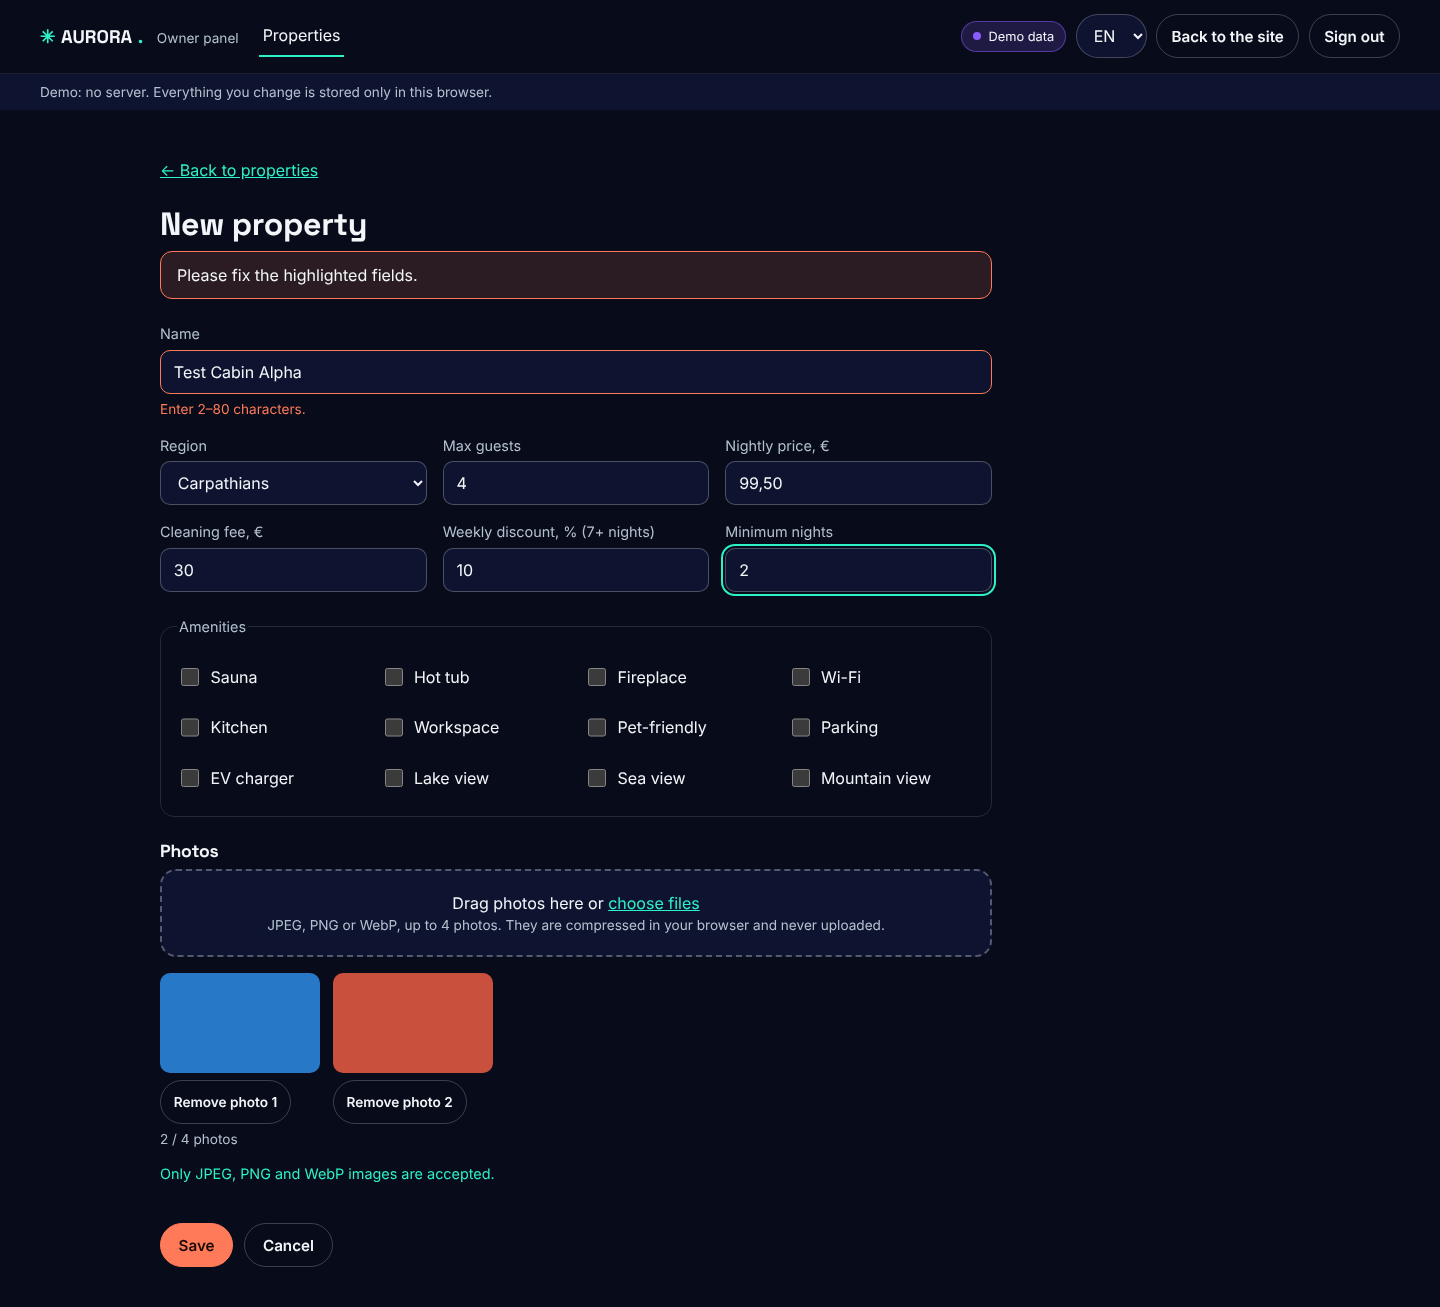 ✳ AURORA . Owner panel Properties Demo data EN Back to the site Sign out
Demo: no server. Everything you change is stored only in this browser.
← Back to properties
New property
Please fix the highlighted fields.
Name
Test Cabin Alpha
Enter 2–80 characters.
Region Max guests Nightly price, €
Carpathians 4 99,50
Cleaning fee, € Weekly discount, % (7+ nights) Minimum nights
30 10 2
Amenities
Sauna Hot tub Fireplace Wi-Fi
Kitchen Workspace Pet-friendly Parking
EV charger Lake view Sea view Mountain view
Photos
Drag photos here or choose files
JPEG, PNG or WebP, up to 4 photos. They are compressed in your browser and never uploaded.
Remove photo 1 Remove photo 2
2 / 4 photos
Only JPEG, PNG and WebP images are accepted.
Save Cancel